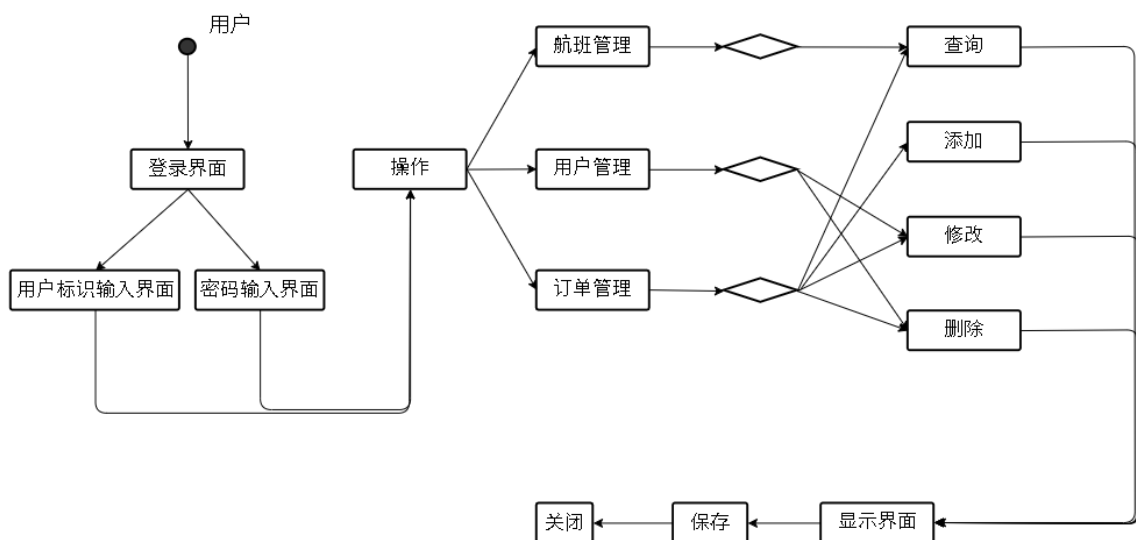 用户
登录界面
用户标识输入界面
密码输入界面
操作
航班管理
用户管理
订单管理
查询
添加
修改
删除
显示界面
保存
关闭